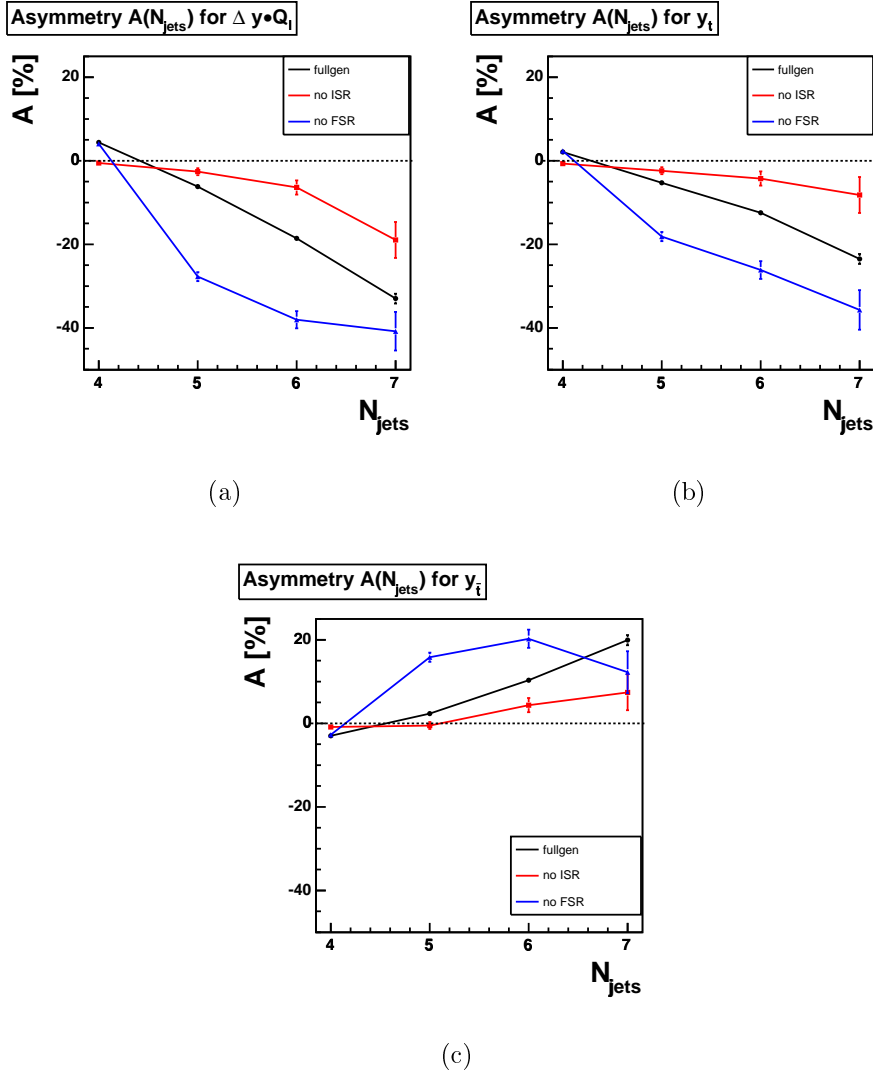 Asymmetry A(N_jets) for Δ y•Q_l
A [%]
20
0
-20
-40
fullgen
no ISR
no FSR
4 5 6 7
N_jets
(a)
Asymmetry A(N_jets) for y_t
A [%]
20
0
-20
-40
fullgen
no ISR
no FSR
4 5 6 7
N_jets
(b)
Asymmetry A(N_jets) for y_t̄
A [%]
20
0
-20
-40
fullgen
no ISR
no FSR
4 5 6 7
N_jets
(c)